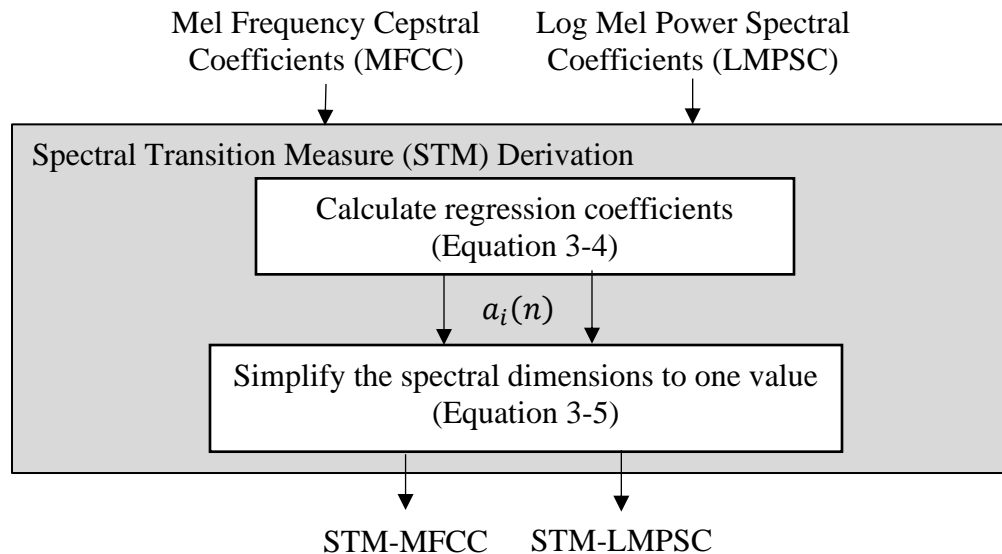 Mel Frequency Cepstral
Coefficients (MFCC)
Log Mel Power Spectral
Coefficients (LMPSC)
Spectral Transition Measure (STM) Derivation
Calculate regression coefficients
(Equation 3-4)
𝑎ᵢ(𝑛)
Simplify the spectral dimensions to one value
(Equation 3-5)
STM-MFCC
STM-LMPSC